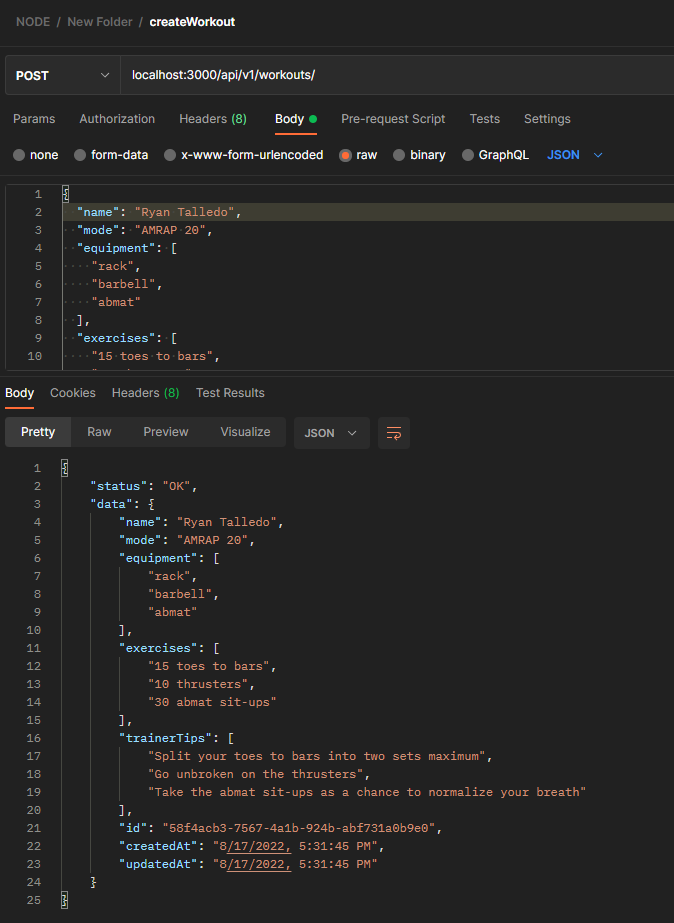 NODE / New Folder / createWorkout
POST localhost:3000/api/v1/workouts/
Params Authorization Headers (8) Body Pre-request Script Tests Settings
none form-data x-www-form-urlencoded raw binary GraphQL JSON
1 {
2 "name": "Ryan Talledo",
3 "mode": "AMRAP 20",
4 "equipment": [
5 "rack",
6 "barbell",
7 "abmat"
8 ],
9 "exercises": [
10 "15 toes to bars",
Body Cookies Headers (8) Test Results
Pretty Raw Preview Visualize JSON
1 {
2 "status": "OK",
3 "data": {
4 "name": "Ryan Talledo",
5 "mode": "AMRAP 20",
6 "equipment": [
7 "rack",
8 "barbell",
9 "abmat"
10 ],
11 "exercises": [
12 "15 toes to bars",
13 "10 thrusters",
14 "30 abmat sit-ups"
15 ],
16 "trainerTips": [
17 "Split your toes to bars into two sets maximum",
18 "Go unbroken on the thrusters",
19 "Take the abmat sit-ups as a chance to normalize your breath"
20 ],
21 "id": "58f4acb3-7567-4a1b-924b-abf731a0b9e0",
22 "createdAt": "8/17/2022, 5:31:45 PM",
23 "updatedAt": "8/17/2022, 5:31:45 PM"
24 }
25 }